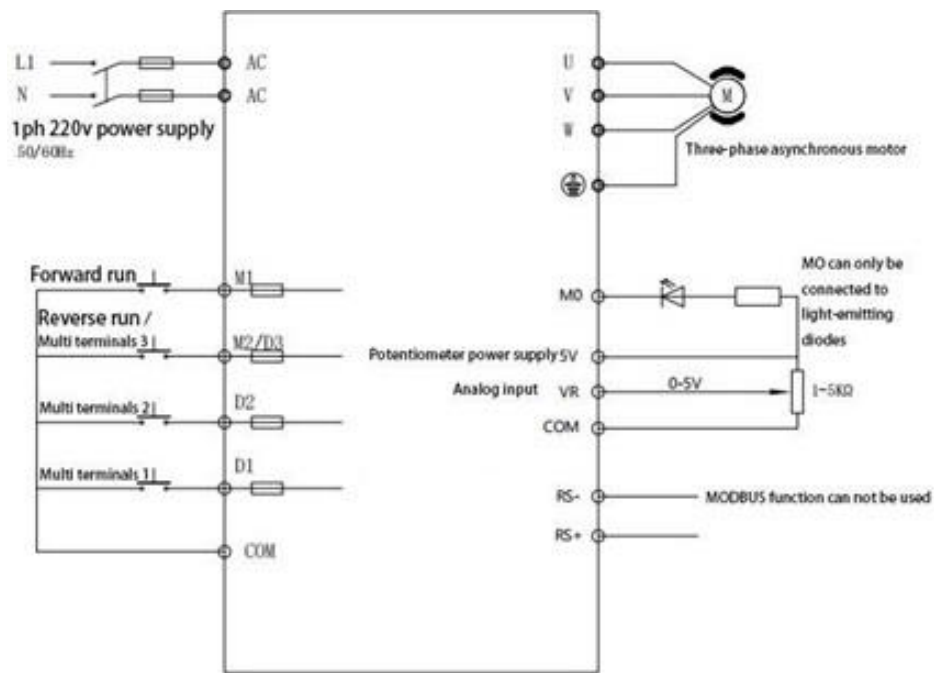 L1
AC
N
AC
1ph 220v power supply
50/60Hz
U
V
W
M
Three-phase asynchronous motor
Forward run
M1
Reverse run /
Multi terminals 3
M2/D3
Multi terminals 2
D2
Multi terminals 1
D1
COM
MO
MO can only be
connected to
light-emitting
diodes
Potentiometer power supply 5V
Analog input VR
0-5V
1-5KΩ
COM
RS-
MODBUS function can not be used
RS+